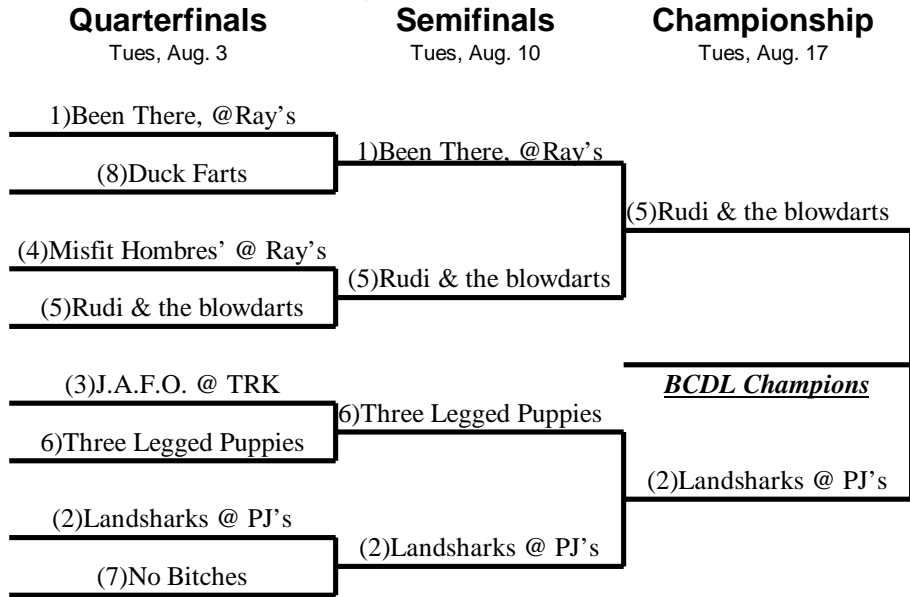 Quarterfinals
Tues, Aug. 3
Semifinals
Tues, Aug. 10
Championship
Tues, Aug. 17
1)Been There, @Ray's
(8)Duck Farts
(4)Misfit Hombres' @ Ray's
(5)Rudi & the blowdarts
(3)J.A.F.O. @ TRK
6)Three Legged Puppies
(2)Landsharks @ PJ's
(7)No Bitches
1)Been There, @Ray's
(5)Rudi & the blowdarts
6)Three Legged Puppies
(2)Landsharks @ PJ's
(5)Rudi & the blowdarts
BCDL Champions
(2)Landsharks @ PJ's